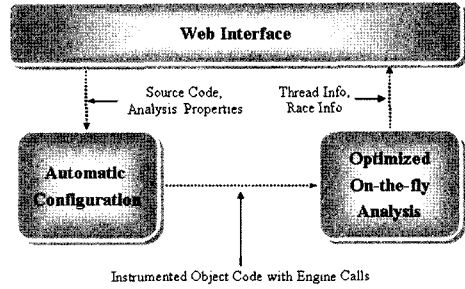 Web Interface
Source Code,
Analysis Properties
Thread Info,
Race Info
Automatic
Configuration
Optimized
On-the-fly
Analysis
Instrumented Object Code with Engine Calls